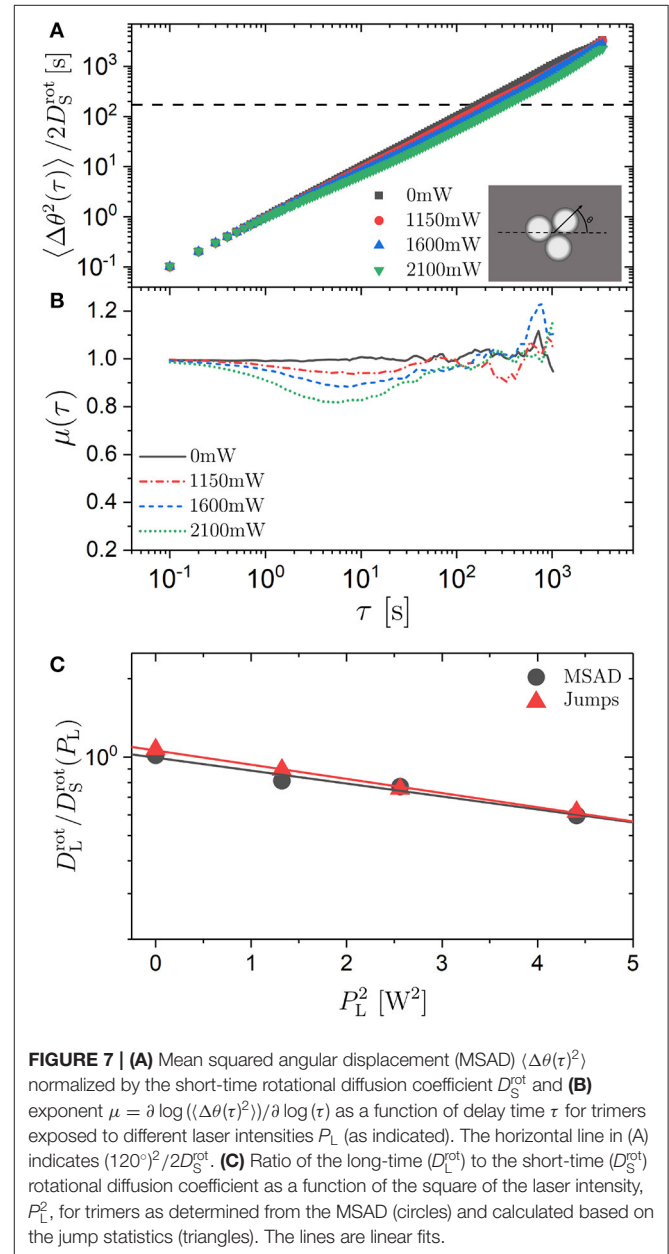 A
⟨Δθ²(τ)⟩/2D_S^rot [s]
10³
10²
10¹
10⁰
10⁻¹
0mW
1150mW
1600mW
2100mW
θ
B
μ(τ)
1.2
1.0
0.8
0.6
0.4
0.2
0mW
1150mW
1600mW
2100mW
10⁻¹ 10⁰ 10¹ 10² 10³
τ [s]
C
D_L^rot/D_S^rot(P_L)
10⁰
MSAD
Jumps
0 1 2 3 4 5
P_L² [W²]
FIGURE 7 | (A) Mean squared angular displacement (MSAD) ⟨Δθ(τ)²⟩
normalized by the short-time rotational diffusion coefficient D_S^rot and (B)
exponent μ = ∂ log (⟨Δθ(τ)²⟩)/∂ log (τ) as a function of delay time τ for trimers
exposed to different laser intensities P_L (as indicated). The horizontal line in (A)
indicates (120°)²/2D_S^rot. (C) Ratio of the long-time (D_L^rot) to the short-time (D_S^rot)
rotational diffusion coefficient as a function of the square of the laser intensity,
P_L², for trimers as determined from the MSAD (circles) and calculated based on
the jump statistics (triangles). The lines are linear fits.